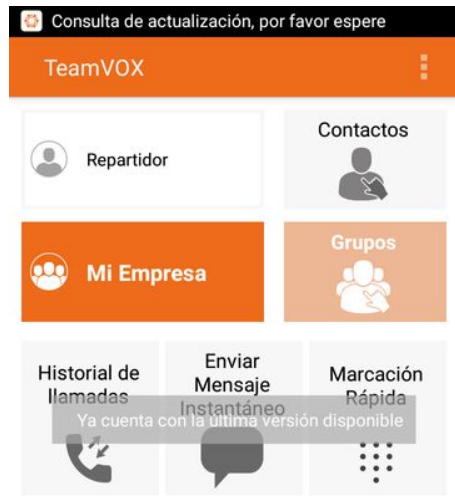 Consulta de actualización, por favor espere
TeamVOX
Repartidor
Contactos
Mi Empresa
Grupos
Historial de
llamadas
Enviar
Mensaje
Instantáneo
Marcación
Rápida
Ya cuenta con la última versión disponible